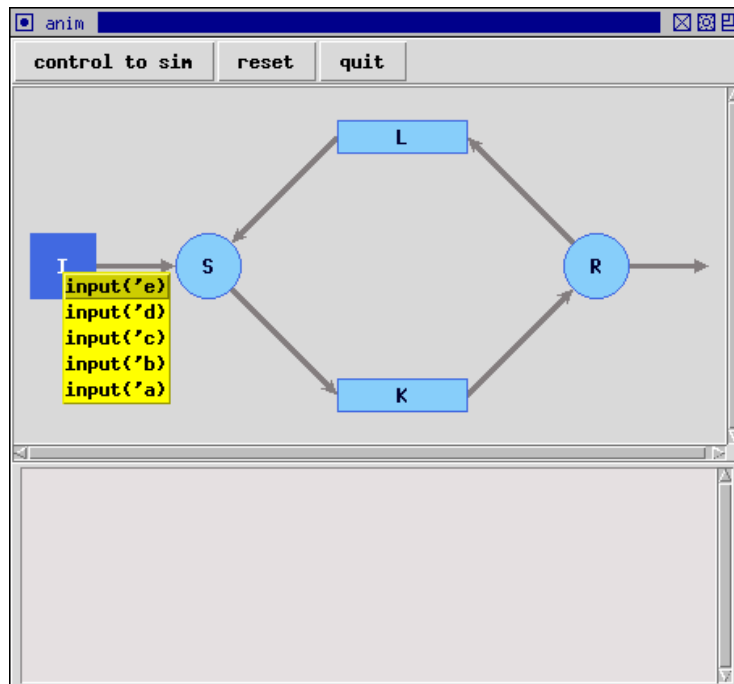 anim
control to sim reset quit
L
I S R
input('e)
input('d)
input('c)
input('b)
input('a)
K